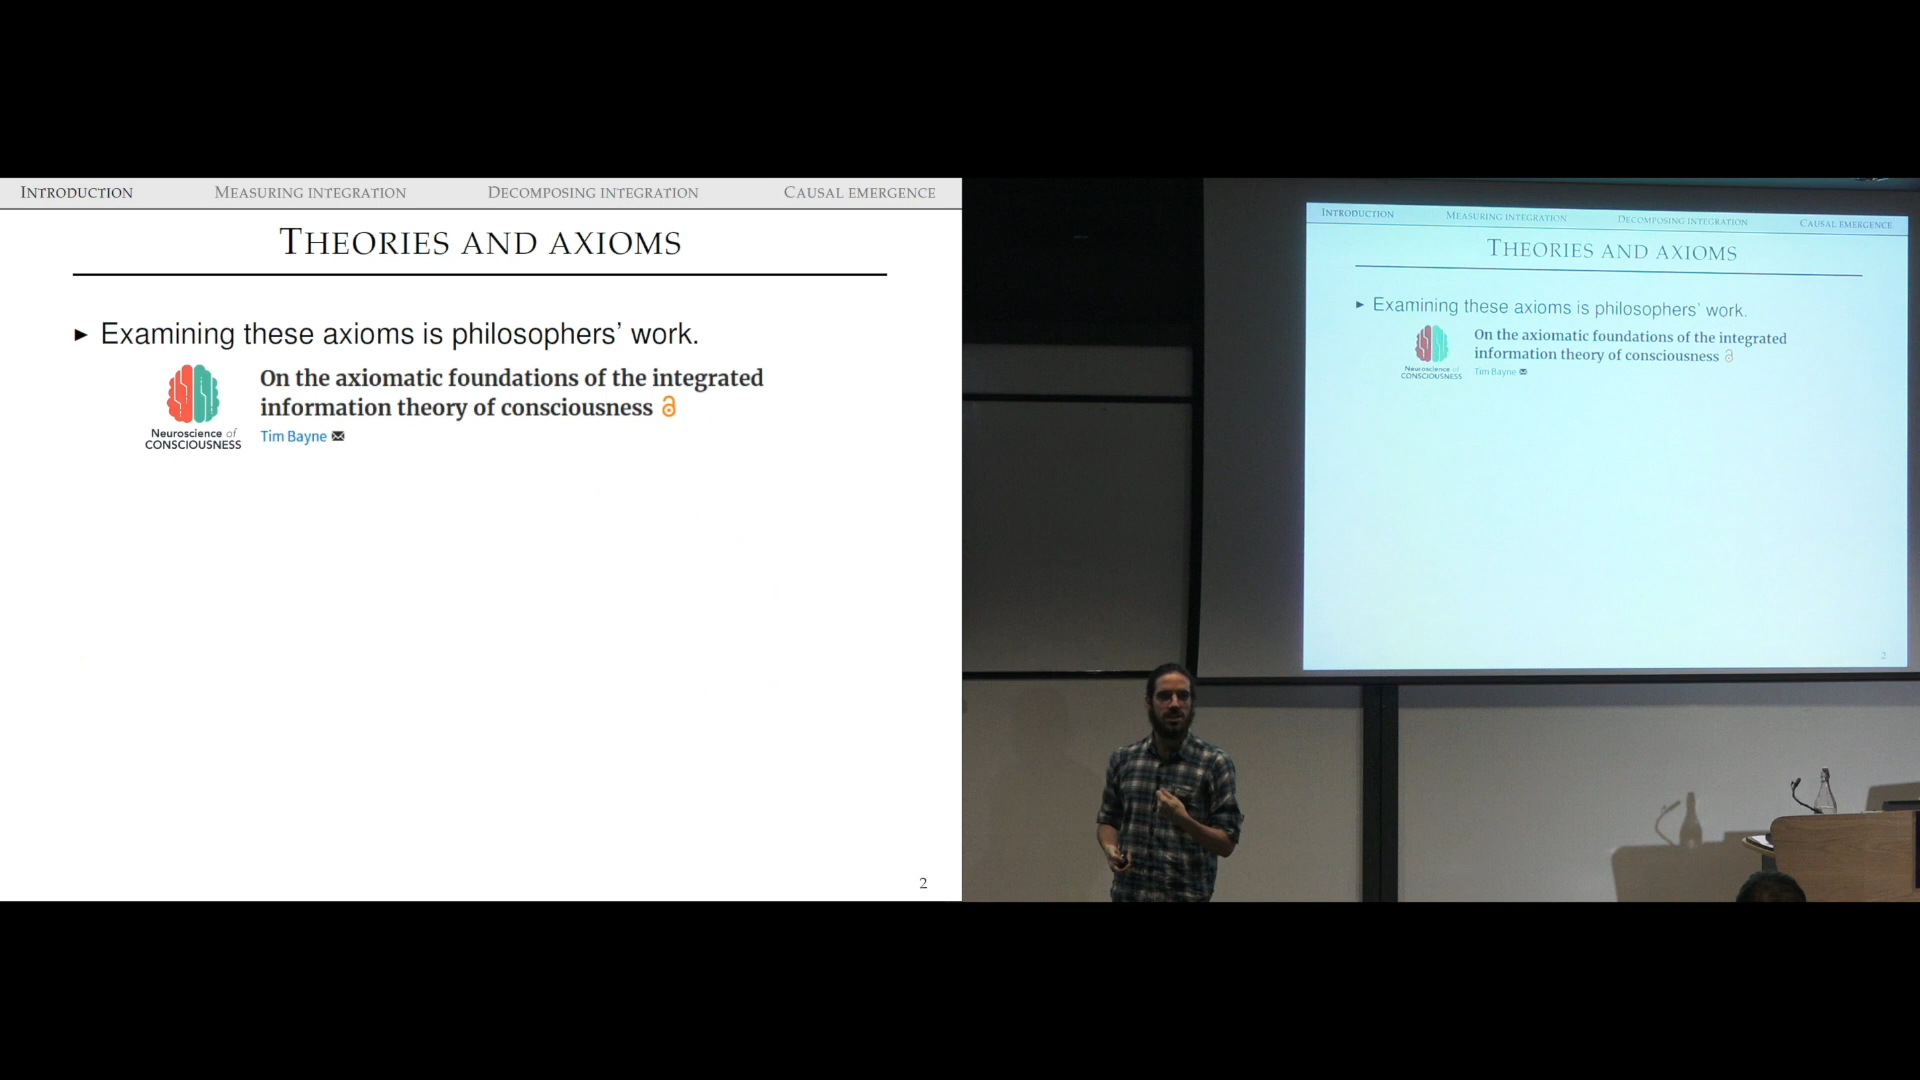 INTRODUCTION MEASURING INTEGRATION DECOMPOSING INTEGRATION CAUSAL EMERGENCE
THEORIES AND AXIOMS
► Examining these axioms is philosophers’ work.
On the axiomatic foundations of the integrated
information theory of consciousness
Tim Bayne
Neuroscience of
CONSCIOUSNESS
2
INTRODUCTION MEASURING INTEGRATION DECOMPOSING INTEGRATION CAUSAL EMERGENCE
THEORIES AND AXIOMS
► Examining these axioms is philosophers’ work.
On the axiomatic foundations of the integrated
information theory of consciousness
Tim Bayne
Neuroscience of
CONSCIOUSNESS
2